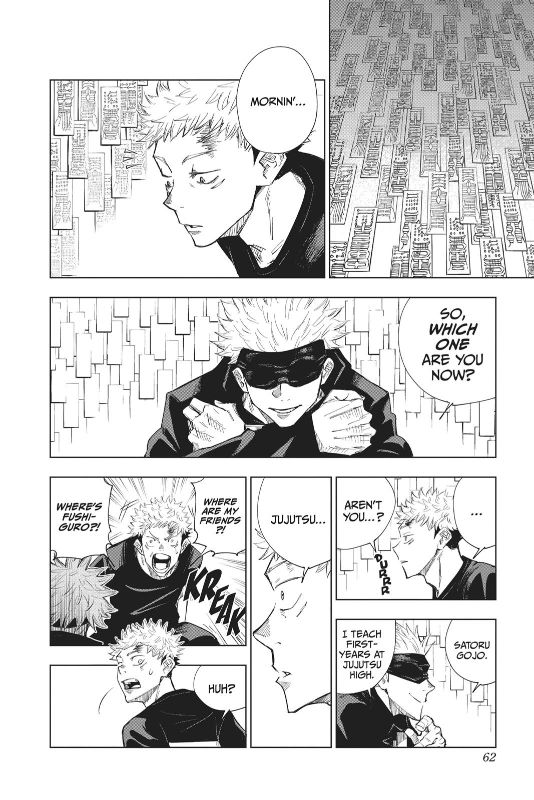 MORNIN'...
SO,
WHICH
ONE
ARE YOU
NOW?
...
AREN'T
YOU...?
PURRR
SATORU
GOJO.
I TEACH
FIRST-
YEARS AT
JUJUTSU
HIGH.
JUJUTSU...
WHERE ARE
MY
FRIENDS
?!
WHERE'S
FUSHI-
GURO?!
KREAK
HUH?
62